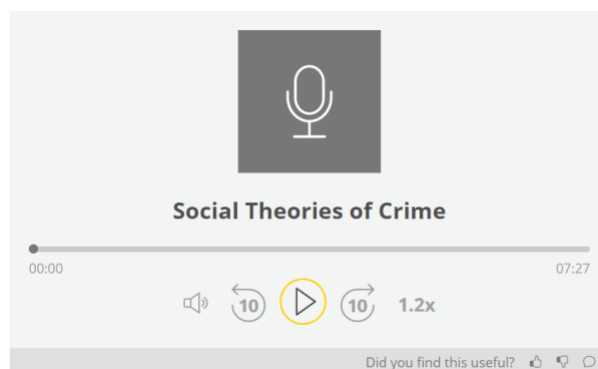 Social Theories of Crime
00:00 07:27
10 10 1.2x
Did you find this useful?